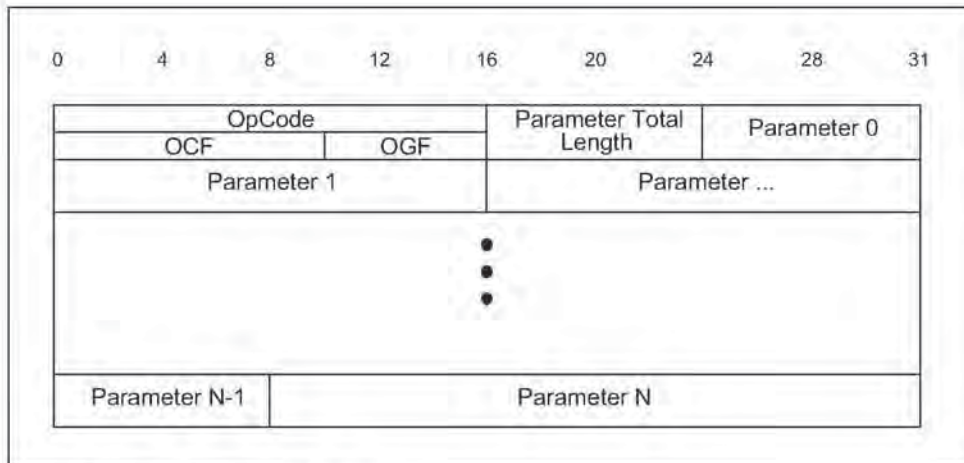 0 4 8 12 16 20 24 28 31
OpCode
Parameter Total
Length
Parameter 0
OCF OGF
Parameter 1 Parameter ...
Parameter N-1 Parameter N